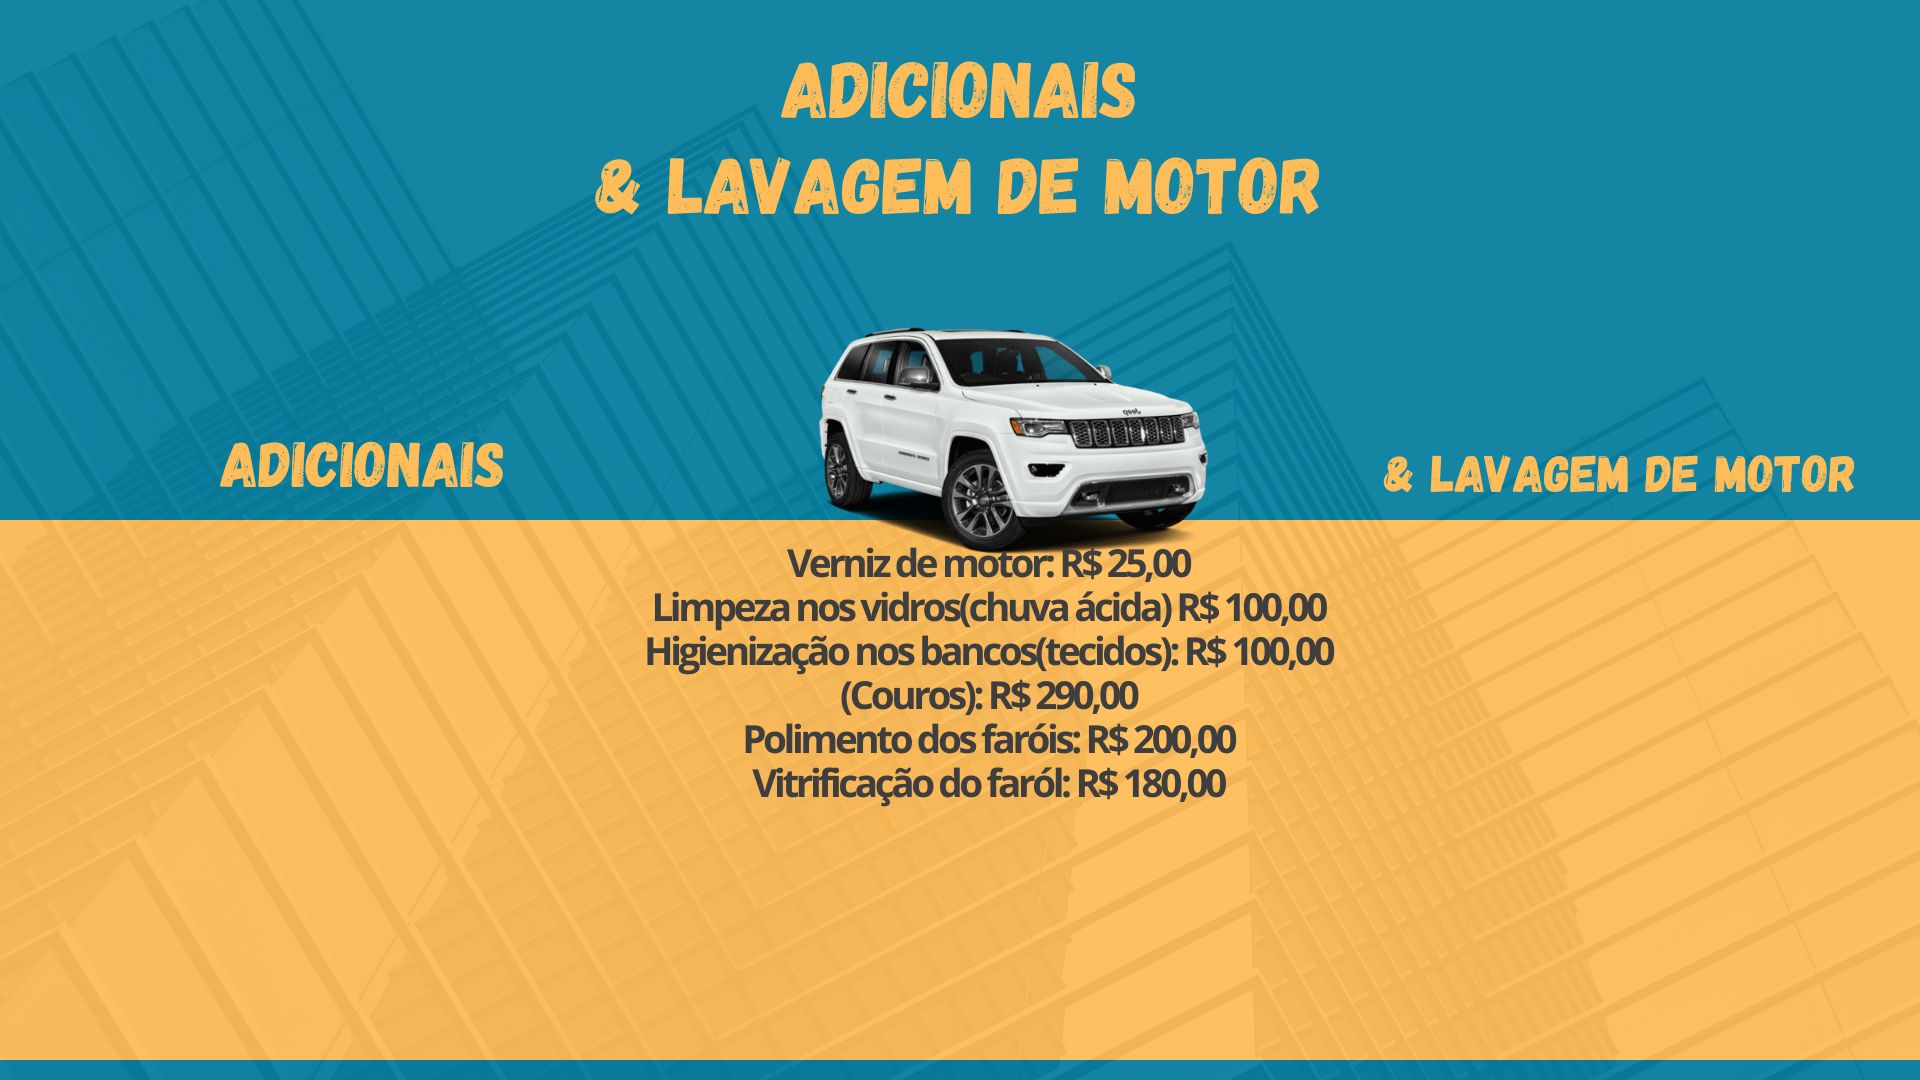 ADICIONAIS
& LAVAGEM DE MOTOR
ADICIONAIS
& LAVAGEM DE MOTOR
Jeep
Verniz de motor: R$ 25,00
Limpeza nos vidros(chuva ácida) R$ 100,00
Higienização nos bancos(tecidos): R$ 100,00
(Couros): R$ 290,00
Polimento dos faróis: R$ 200,00
Vitrificação do faról: R$ 180,00